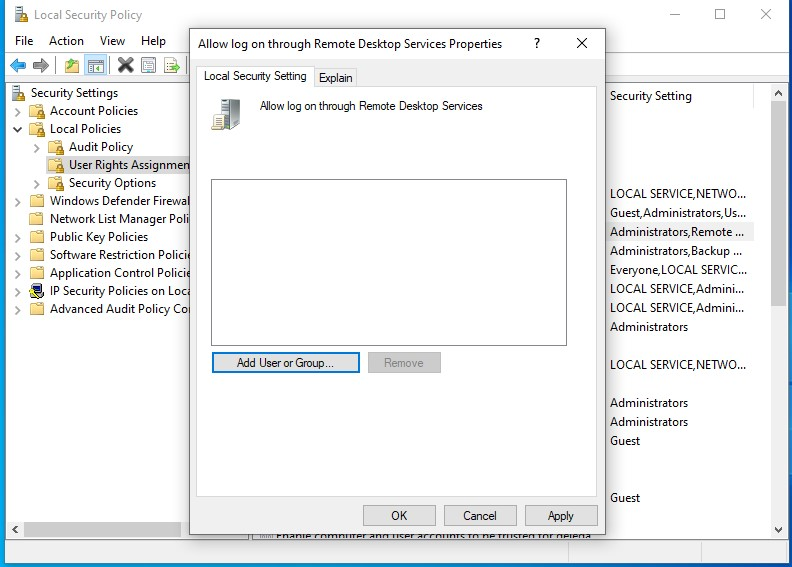 Local Security Policy
File Action View Help
Allow log on through Remote Desktop Services Properties ? 
Local Security Setting Explain
Allow log on through Remote Desktop Services
Add User or Group... Remove
OK Cancel Apply
Security Settings
Account Policies
Local Policies
Audit Policy
User Rights Assignmen
Security Options
Windows Defender Firewal
Network List Manager Poli
Public Key Policies
Software Restriction Policie
Application Control Policie
IP Security Policies on Loca
Advanced Audit Policy Co
Security Setting
LOCAL SERVICE,NETWO...
Guest,Administrators,Us...
Administrators,Remote ...
Administrators,Backup ...
Everyone,LOCAL SERVIC...
LOCAL SERVICE,Admini...
LOCAL SERVICE,Admini...
Administrators
LOCAL SERVICE,NETWO...
Administrators
Administrators
Guest
Guest
Enable computer and user accounts to be trusted for delega